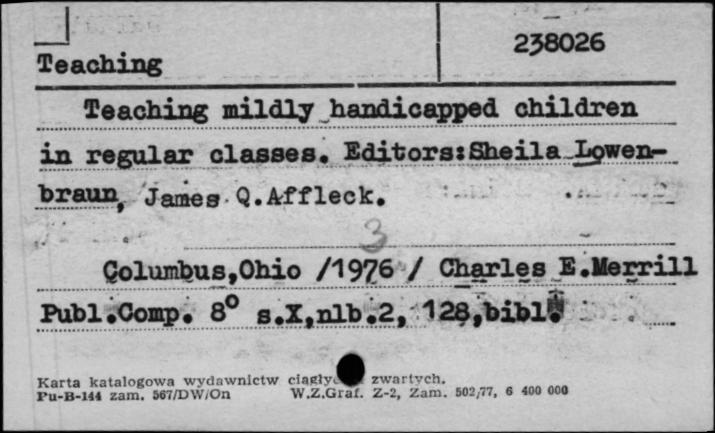 238026
Teaching
Teaching mildly handicapped children
in regular classes. Editors:Sheila Lowen-
braun, James Q.Affleck.
3
Columbus,Ohio /1976 / Charles E.Merrill
Publ.Comp. 8° s.X,nlb.2, 128,bibl.
Karta katalogowa wydawnictw zwartych.
Pu-B-144 zam. 567/DW/On W.Z.Graf. Z-2, Zam. 502/77, 6 400 000